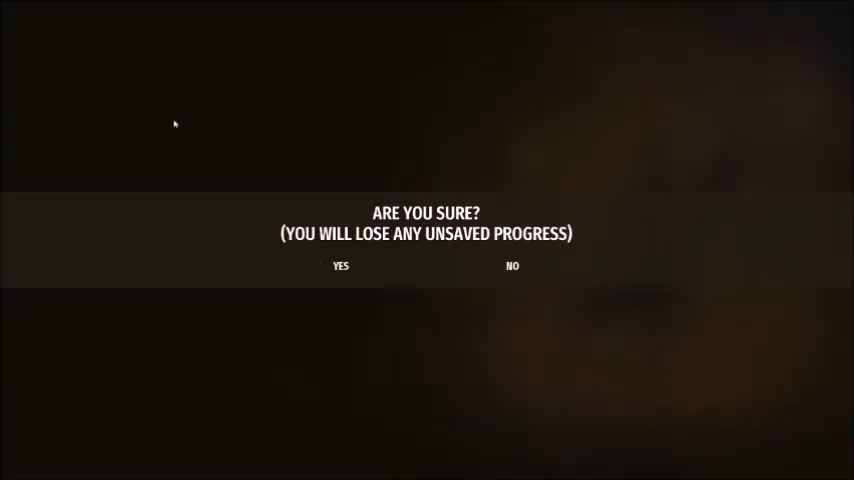 ARE YOU SURE?
(YOU WILL LOSE ANY UNSAVED PROGRESS)
YES NO